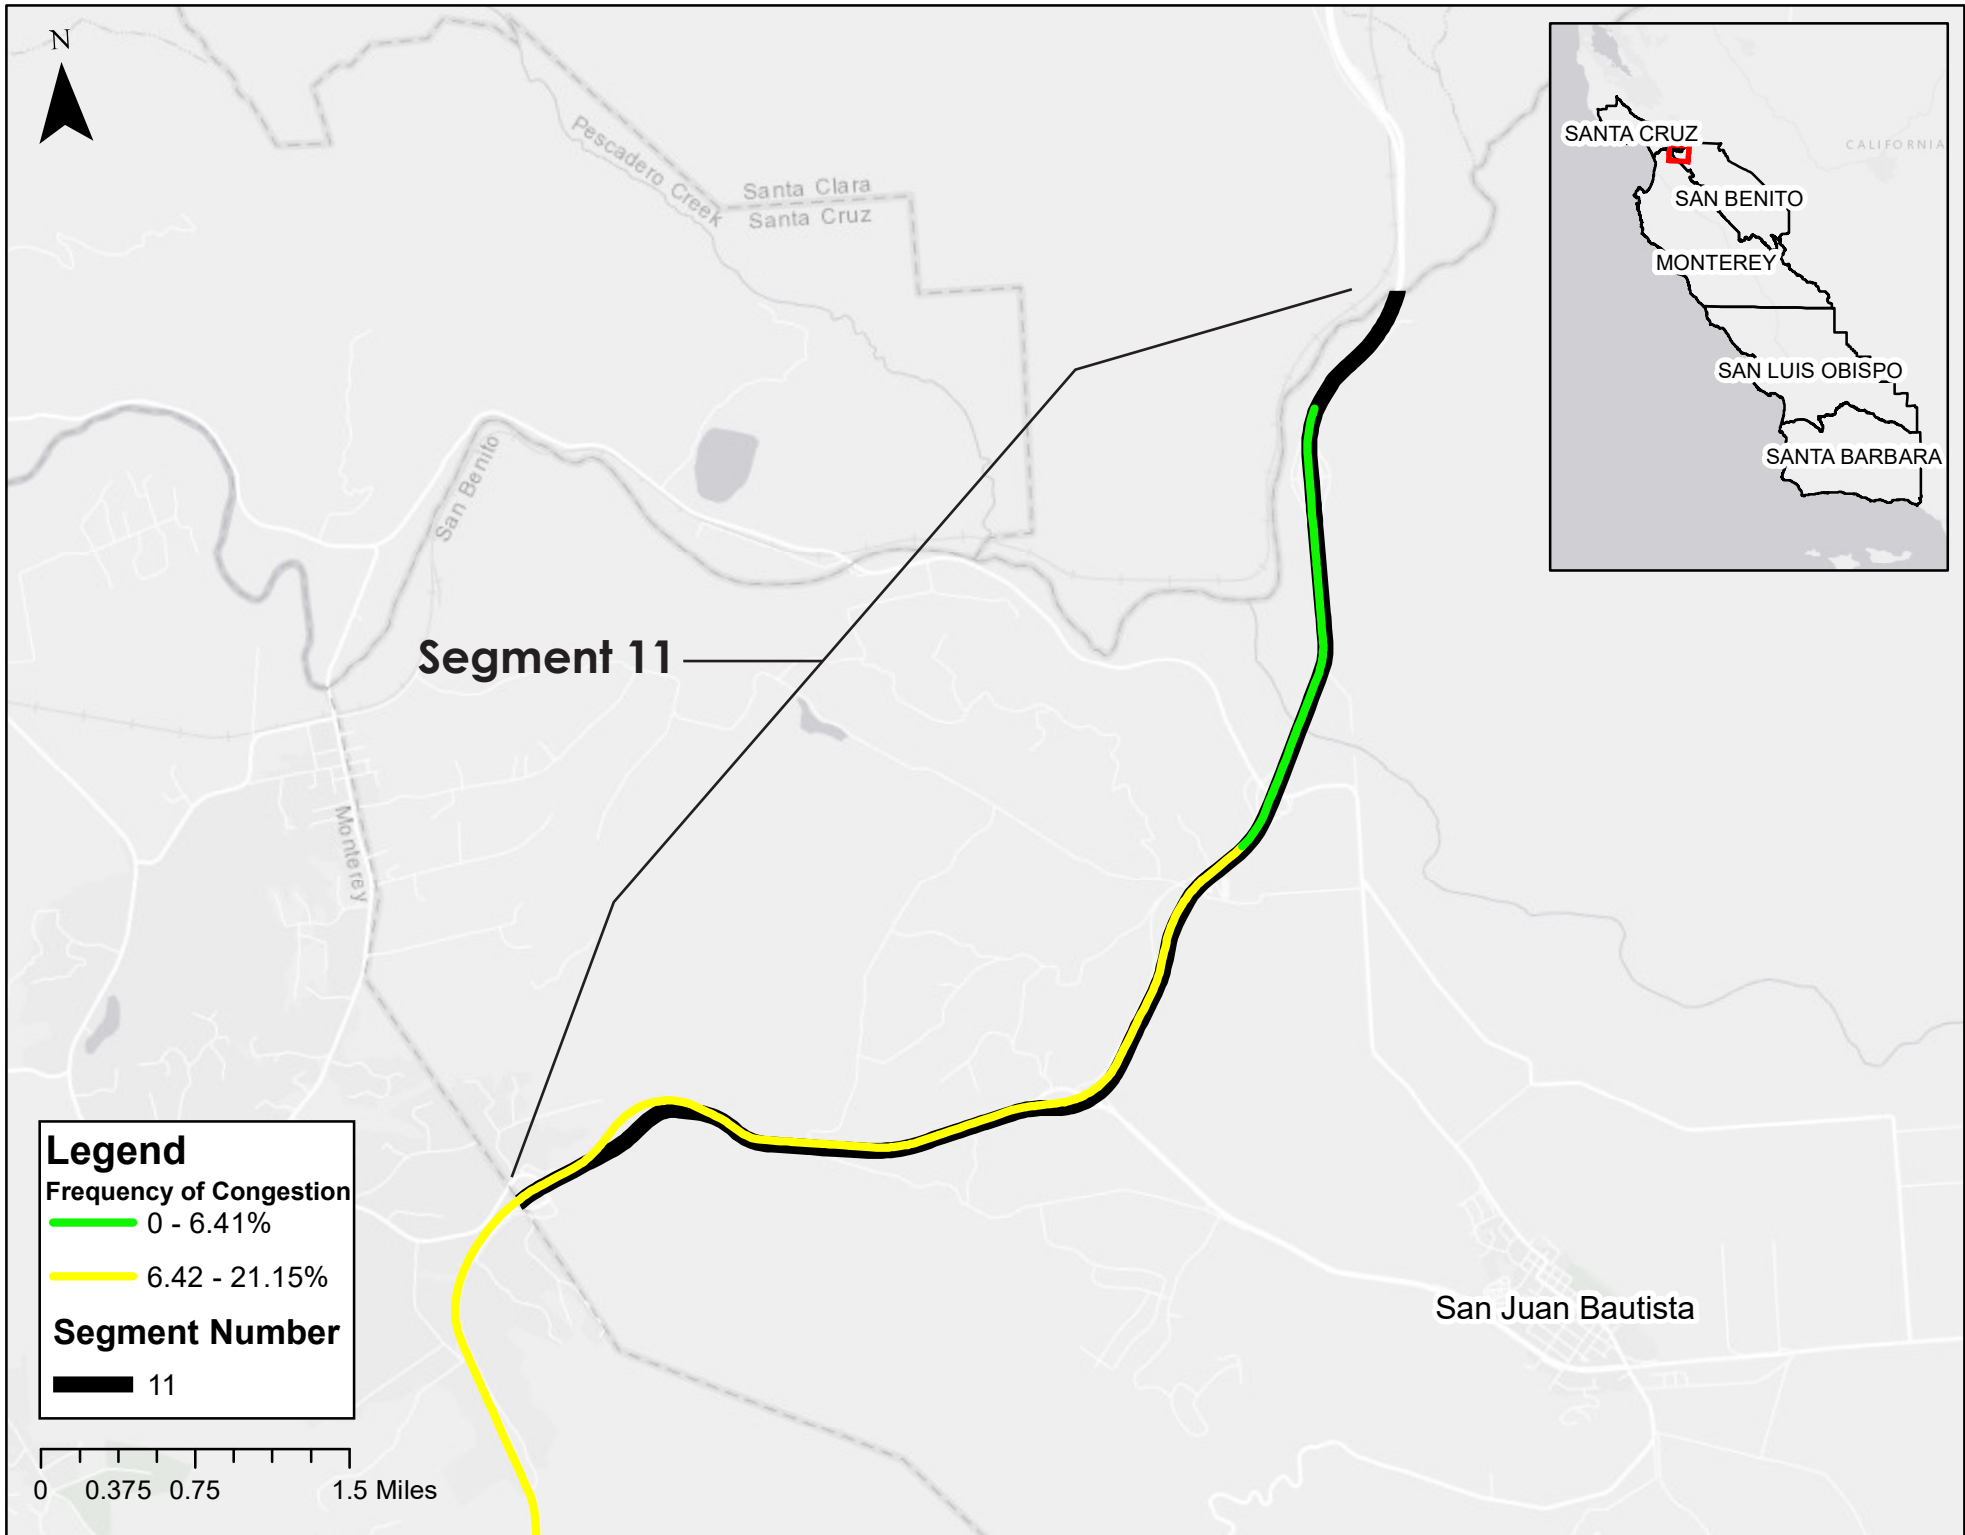 N
Pescadero Creek
Santa Clara
Santa Cruz
San Benito
Monterey
Segment 11
San Juan Bautista
SANTA CRUZ
CALIFORNIA
SAN BENITO
MONTEREY
SAN LUIS OBISPO
SANTA BARBARA
Legend
Frequency of Congestion
0 - 6.41%
6.42 - 21.15%
Segment Number
11
0 0.375 0.75 1.5 Miles